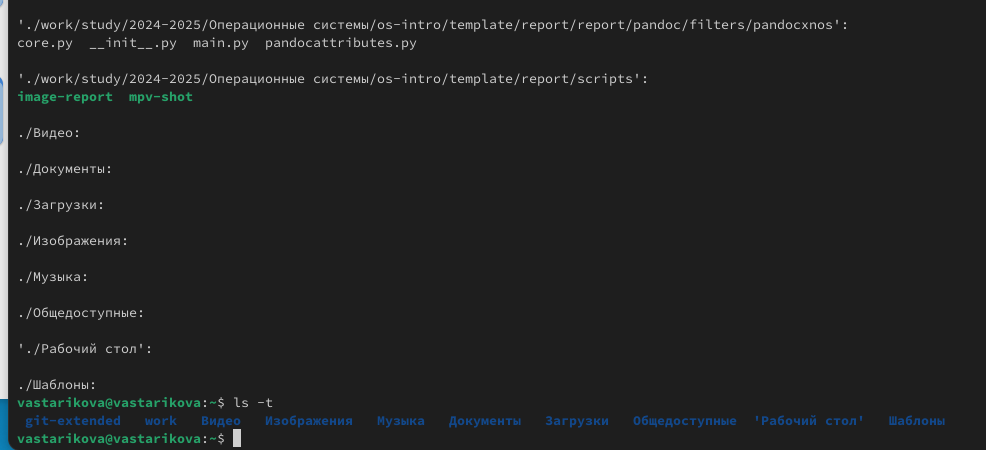 './work/study/2024-2025/Операционные системы/os-intro/template/report/report/pandoc/filters/pandocxnos':
core.py  __init__.py  main.py  pandocattributes.py
'./work/study/2024-2025/Операционные системы/os-intro/template/report/scripts':
image-report  mpv-shot
./Видео:
./Документы:
./Загрузки:
./Изображения:
./Музыка:
./Общедоступные:
'./Рабочий стол':
./Шаблоны:
vastarikova@vastarikova:~$ ls -t
git-extended   work   Видео   Изображения   Музыка   Документы   Загрузки   Общедоступные  'Рабочий стол'   Шаблоны
vastarikova@vastarikova:~$